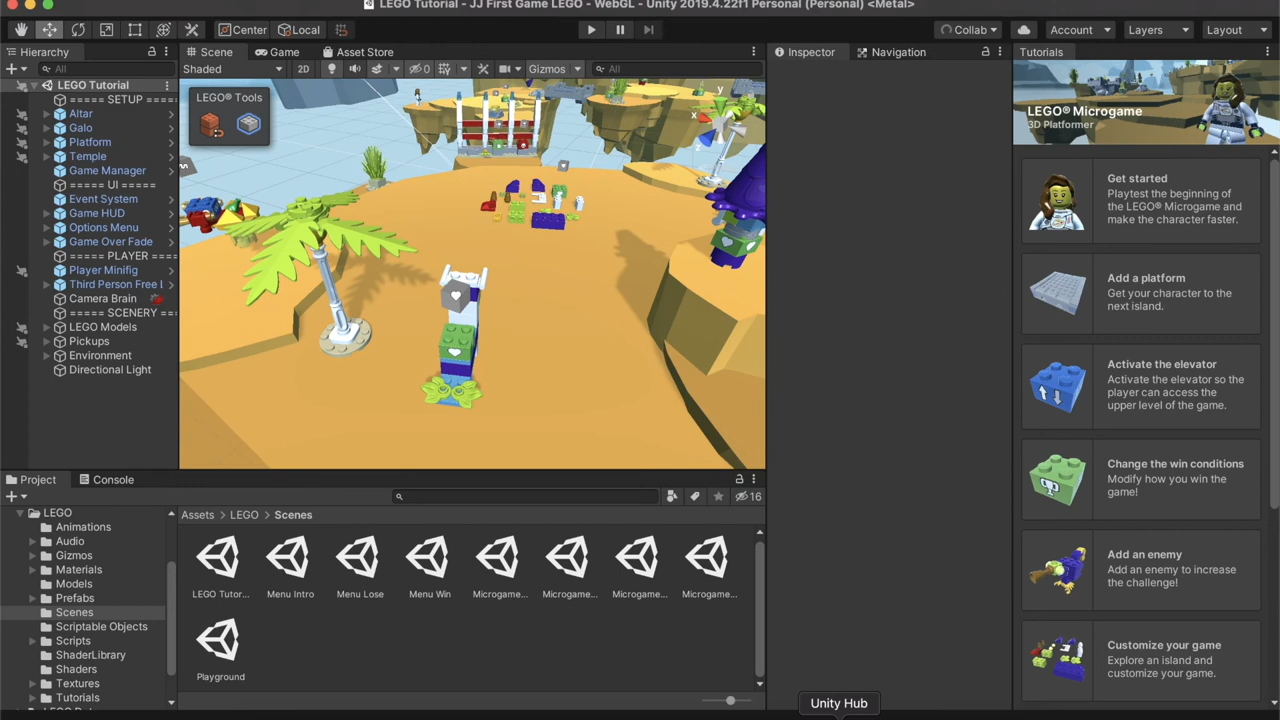 LEGO Tutorial - JJ First Game LEGO - WebGL - Unity 2019.4.22f1 Personal (Personal) <Metal>
Center
Local
Collab
Account
Layers
Layout
Hierarchy
All
LEGO Tutorial
===== SETUP ====
Altar
Galo
Platform
Temple
Game Manager
===== UI =====
Event System
Game HUD
Options Menu
Game Over Fade
===== PLAYER ===
Player Minifig
Third Person Free L
Camera Brain
===== SCENERY ==
LEGO Models
Pickups
Environment
Directional Light
Scene
Game
Asset Store
Shaded
2D
0
Gizmos
All
LEGO® Tools
y
x
z
Inspector
Navigation
Tutorials
LEGO® Microgame
3D Platformer
Get started
Playtest the beginning of
the LEGO® Microgame and
make the character faster.
Add a platform
Get your character to the
next island.
Activate the elevator
Activate the elevator so the
player can access the
upper level of the game.
Change the win conditions
Modify how you win the
game!
Add an enemy
Add an enemy to increase
the challenge!
Customize your game
Explore an island and
customize your game.
Project
Console
16
LEGO
Animations
Audio
Gizmos
Materials
Models
Prefabs
Scenes
Scriptable Objects
Scripts
ShaderLibrary
Shaders
Textures
Tutorials
Assets > LEGO > Scenes
LEGO Tutor...
Menu Intro
Menu Lose
Menu Win
Microgame...
Microgame...
Microgame...
Microgame...
Playground
Unity Hub